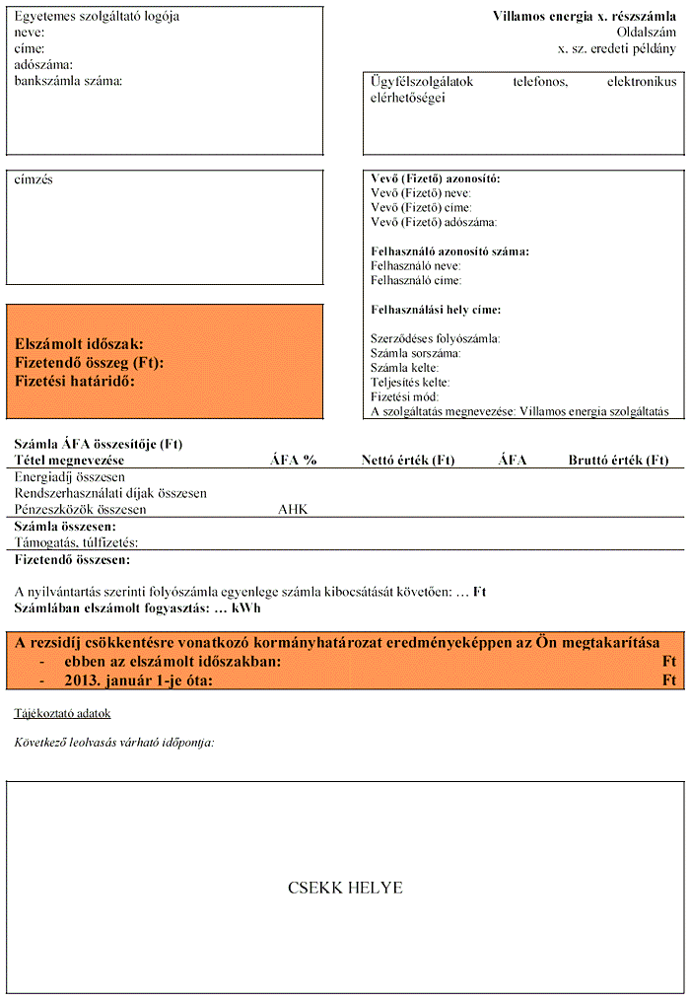 Egyetemes szolgáltató logója
neve:
címe:
adószáma:
bankszámla száma:
Villamos energia x. részszámla
Oldalszám
x. sz. eredeti példány
Ügyfélszolgálatok telefonos, elektronikus
elérhetőségei
címzés
Vevő (Fizető) azonosító:
Vevő (Fizető) neve:
Vevő (Fizető) címe:
Vevő (Fizető) adószáma:
Felhasználó azonosító száma:
Felhasználó neve:
Felhasználó címe:
Felhasználási hely címe:
Szerződéses folyószámla:
Számla sorszáma:
Számla kelte:
Teljesítés kelte:
Fizetési mód:
A szolgáltatás megnevezése: Villamos energia szolgáltatás
Elszámolt időszak:
Fizetendő összeg (Ft):
Fizetési határidő:
Számla ÁFA összesítője (Ft)
Tétel megnevezése ÁFA % Nettó érték (Ft) ÁFA Bruttó érték (Ft)
Energiadíj összesen
Rendszerhasználati díjak összesen
Pénzeszközök összesen AHK
Számla összesen:
Támogatás, túlfizetés:
Fizetendő összesen:
A nyilvántartás szerinti folyószámla egyenlege számla kibocsátását követően: … Ft
Számlában elszámolt fogyasztás: … kWh
A rezsidíj csökkentésre vonatkozó kormányhatározat eredményeképpen az Ön megtakarítása
- ebben az elszámolt időszakban: Ft
- 2013. január 1-je óta: Ft
Tájékoztató adatok
Következő leolvasás várható időpontja:
CSEKK HELYE